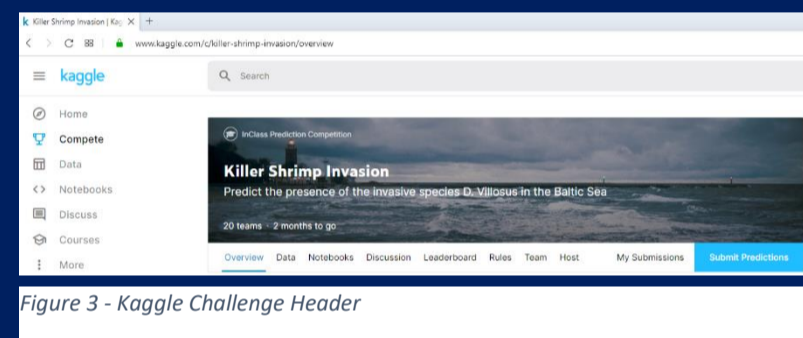 Killer Shrimp Invasion | Kag
www.kaggle.com/c/killer-shrimp-invasion/overview
kaggle
Search
Home
Compete
Data
Notebooks
Discuss
Courses
More
InClass Prediction Competition
Killer Shrimp Invasion
Predict the presence of the invasive species D. Villosus in the Baltic Sea
20 teams · 2 months to go
Overview Data Notebooks Discussion Leaderboard Rules Team Host My Submissions Submit Predictions
Figure 3 - Kaggle Challenge Header